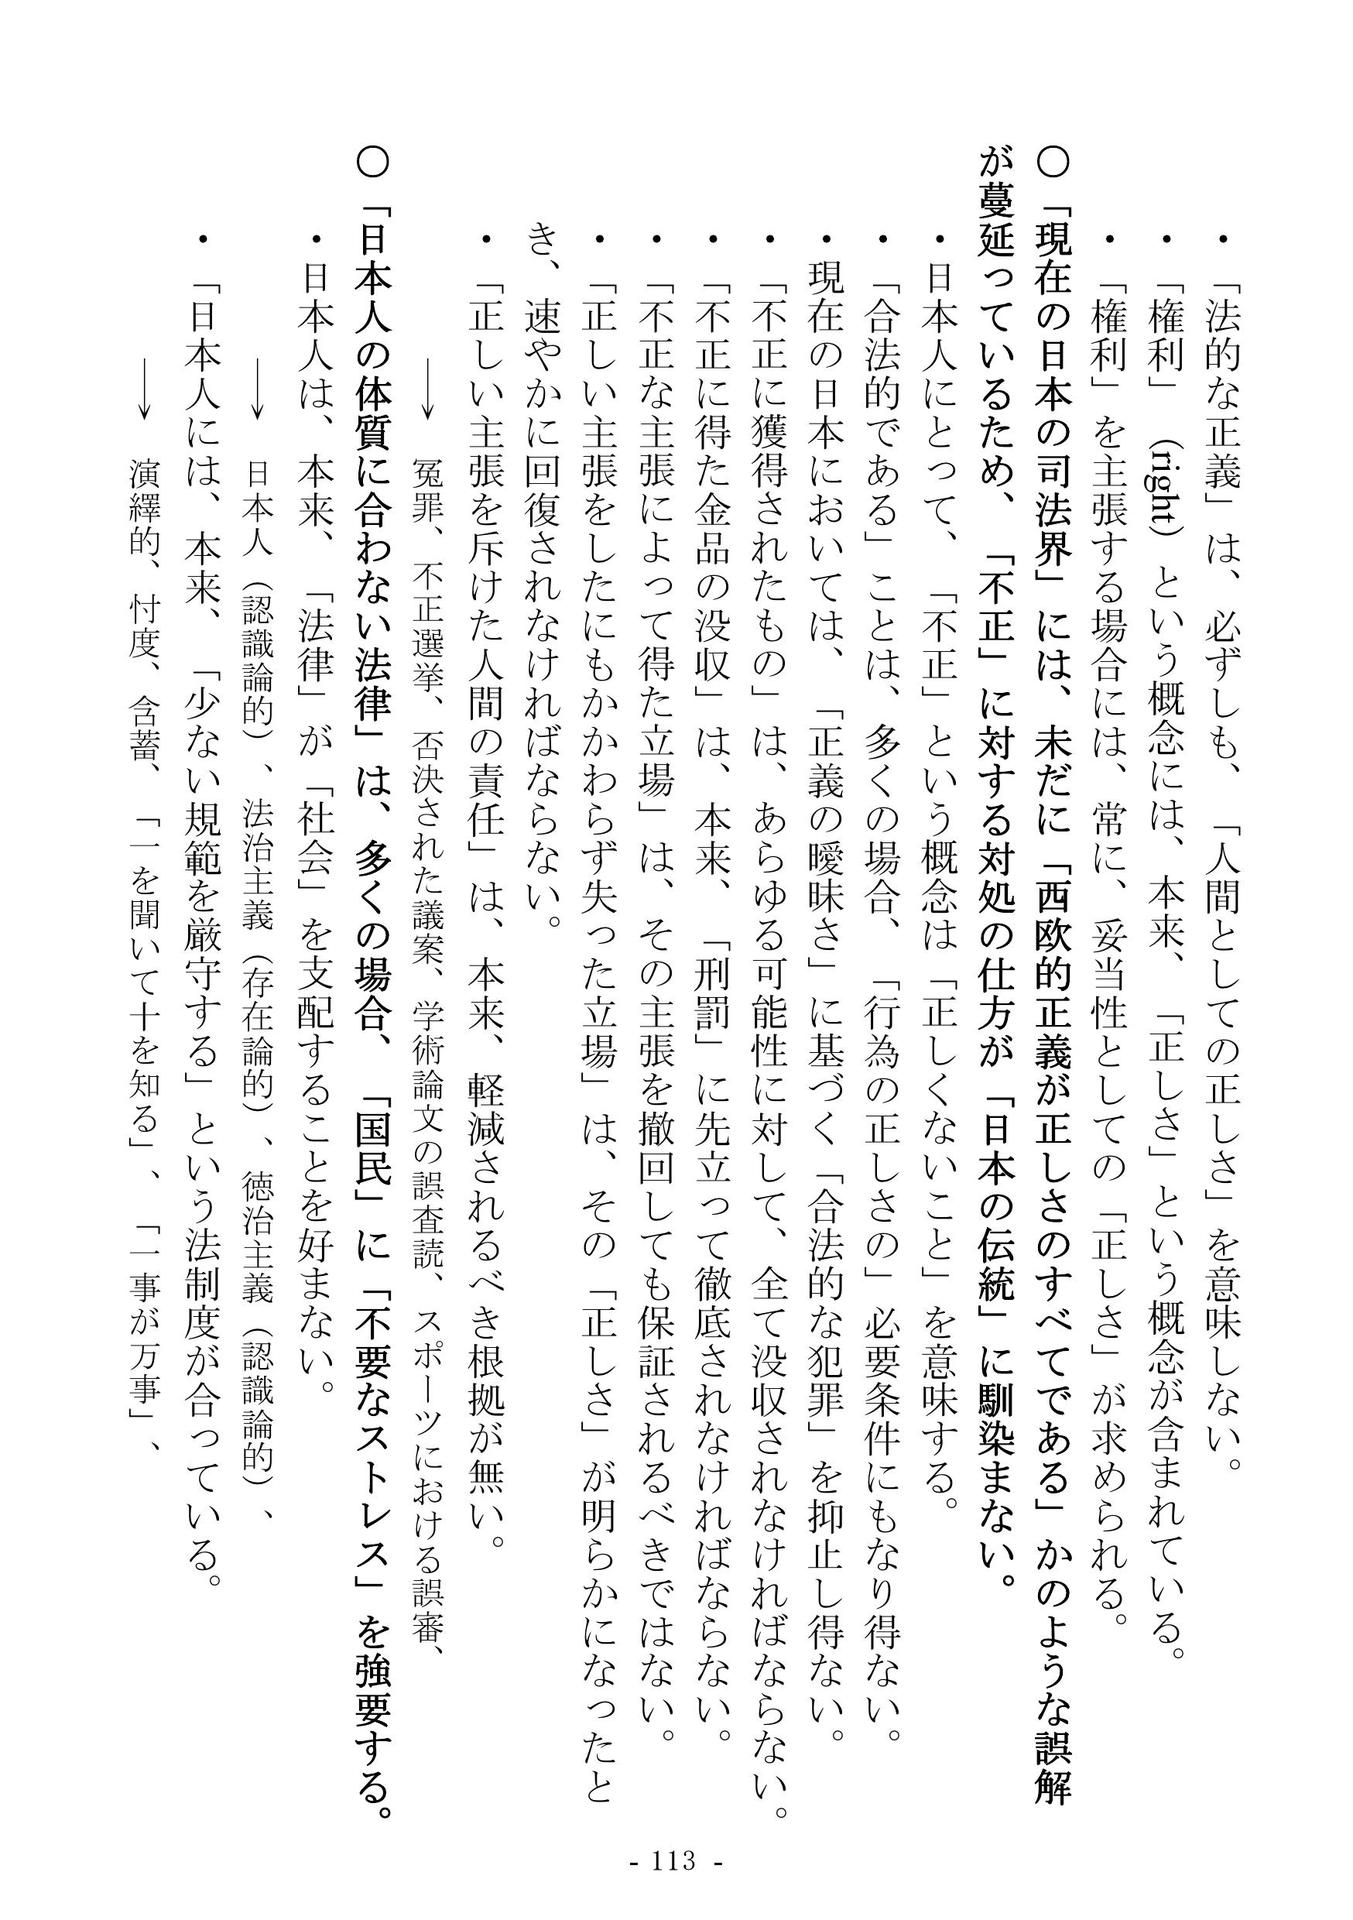 ・「法的な正義」は、必ずしも、「人間としての正しさ」を意味しない。
・「権利」（right）という概念には、本来、「正しさ」という概念が含まれている。
・「権利」を主張する場合には、常に、妥当性としての「正しさ」が求められる。
○「現在の日本の司法界」には、未だに「西欧的正義が正しさのすべてである」かのような誤解
が蔓延っているため、「不正」に対する対処の仕方が「日本の伝統」に馴染まない。
・日本人にとって、「不正」という概念は「正しくないこと」を意味する。
・「合法的である」ことは、多くの場合、「行為の正しさの」必要条件にもなり得ない。
・現在の日本においては、「正義の曖昧さ」に基づく「合法的な犯罪」を抑止し得ない。
・「不正に獲得されたもの」は、あらゆる可能性に対して、全て没収されなければならない。
・「不正に得た金品の没収」は、本来、「刑罰」に先立って徹底されなければならない。
・「不正な主張によって得た立場」は、その主張を撤回しても保証されるべきではない。
・「正しい主張をしたにもかかわらず失った立場」は、その「正しさ」が明らかになったと
き、速やかに回復されなければならない。
・「正しい主張を斥けた人間の責任」は、本来、軽減されるべき根拠が無い。
→ 冤罪、不正選挙、否決された議案、学術論文の誤査読、スポーツにおける誤審、
○「日本人の体質に合わない法律」は、多くの場合、「国民」に「不要なストレス」を強要する。
・日本人は、本来、「法律」が「社会」を支配することを好まない。
→ 日本人（認識論的）、法治主義（存在論的）、徳治主義（認識論的）、
・「日本人には、本来、「少ない規範を厳守する」という法制度が合っている。
→ 演繹的、忖度、含蓄、「一を聞いて十を知る」、「一事が万事」、
- 113 -